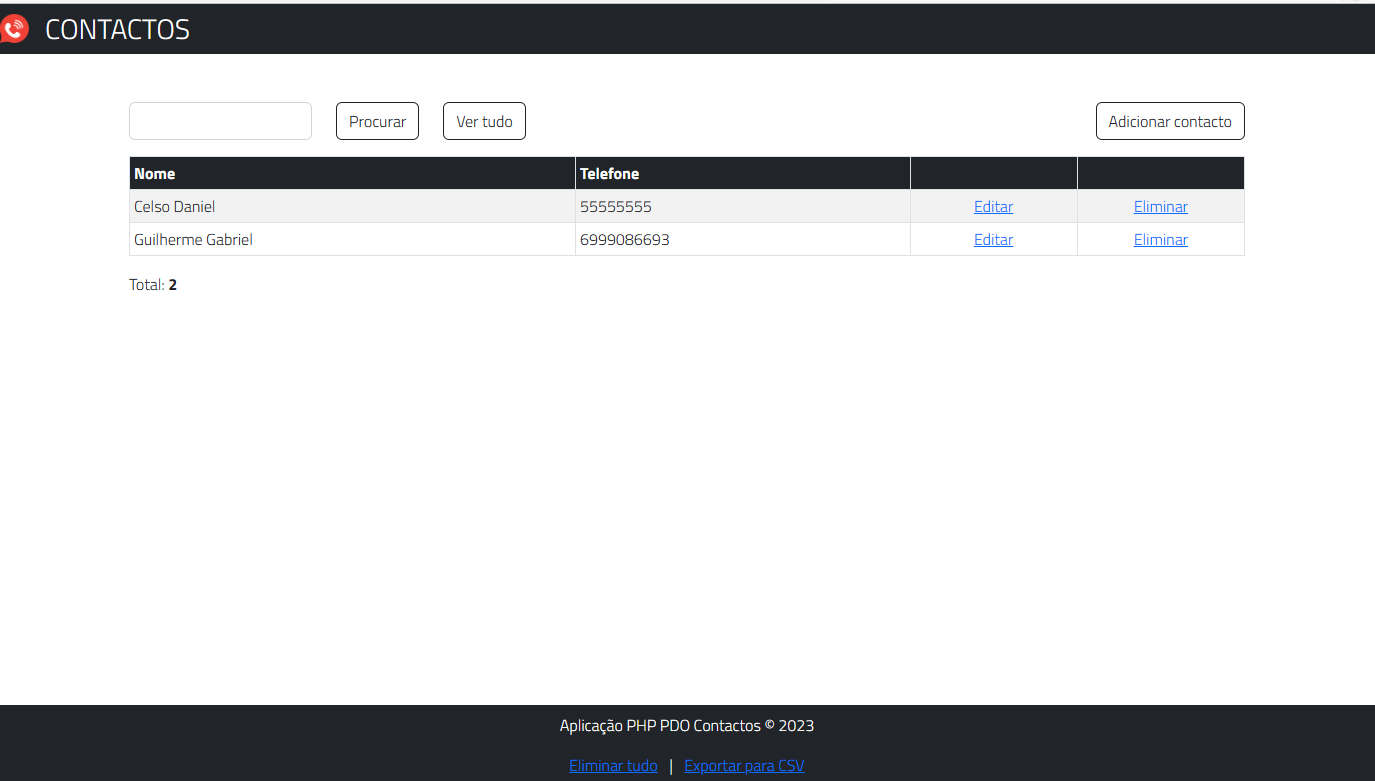 CONTACTOS
Procurar Ver tudo Adicionar contacto
Nome Telefone
Celso Daniel 55555555 Editar Eliminar
Guilherme Gabriel 6999086693 Editar Eliminar
Total: 2
Aplicação PHP PDO Contactos © 2023
Eliminar tudo | Exportar para CSV